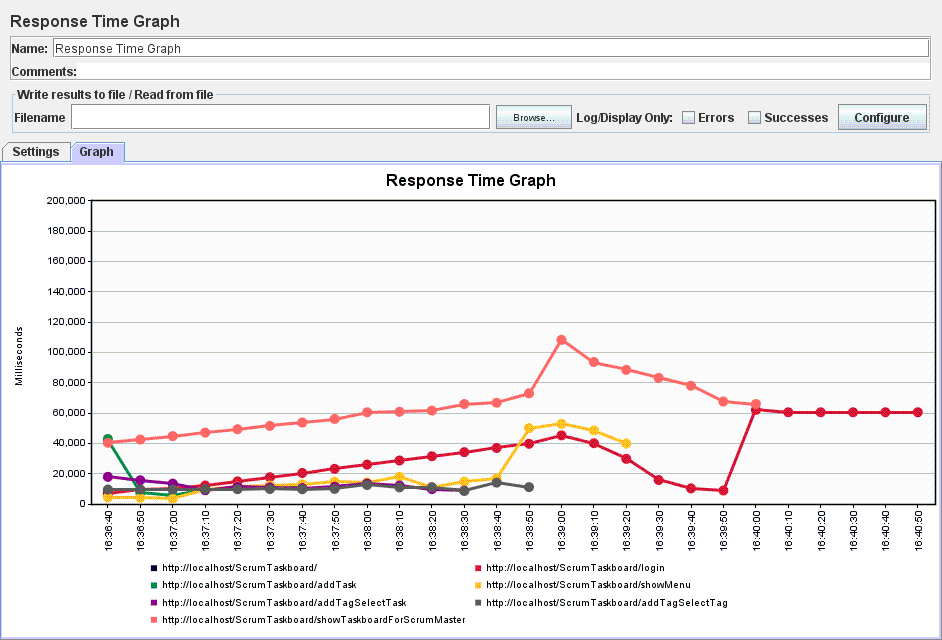 Response Time Graph
Name: Response Time Graph
Comments:
Write results to file / Read from file
Filename Browse... Log/Display Only: Errors Successes Configure
Settings Graph
Response Time Graph
200,000
180,000
160,000
140,000
120,000
100,000
80,000
60,000
40,000
20,000
0
Milliseconds
16:36:40 16:36:50 16:37:00 16:37:10 16:37:20 16:37:30 16:37:40 16:37:50 16:38:00 16:38:10 16:38:20 16:38:30 16:38:40 16:38:50 16:39:00 16:39:10 16:39:20 16:39:30 16:39:40 16:39:50 16:40:00 16:40:10 16:40:20 16:40:30 16:40:40 16:40:50
http://localhost/ScrumTaskboard/ http://localhost/ScrumTaskboard/login
http://localhost/ScrumTaskboard/addTask http://localhost/ScrumTaskboard/showMenu
http://localhost/ScrumTaskboard/addTagSelectTask http://localhost/ScrumTaskboard/addTagSelectTag
http://localhost/ScrumTaskboard/showTaskboardForScrumMaster